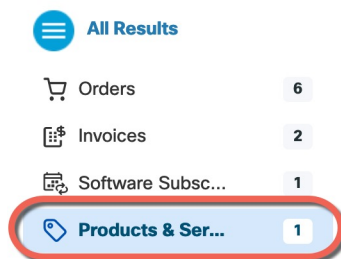 All Results
Orders 6
Invoices 2
Software Subsc... 1
Products & Ser... 1